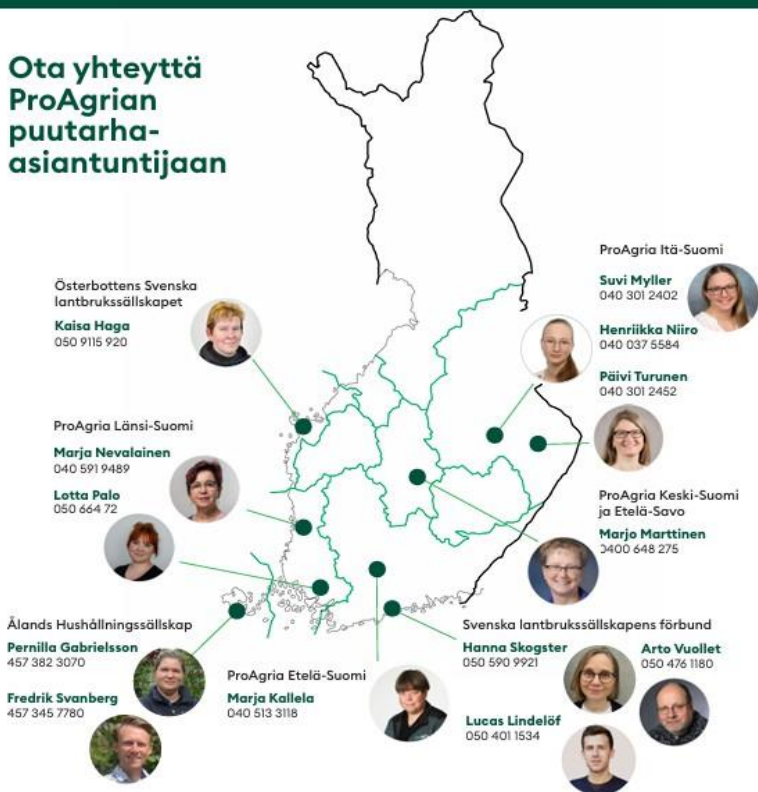 Ota yhteyttä
ProAgrian
puutarha-
asiantuntijaan
Österbottens Svenska
lantbrukssällskapet
Kaisa Haga
050 9115 920
ProAgria Länsi-Suomi
Marja Nevalainen
040 591 9489
Lotta Palo
050 664 72
Ålands Hushållningssällskap
Pernilla Gabrielsson
457 382 3070
Fredrik Svanberg
457 345 7780
ProAgria Etelä-Suomi
Marja Kallela
040 513 3118
ProAgria Itä-Suomi
Suvi Myller
040 301 2402
Henriikka Niiro
040 037 5584
Päivi Turunen
040 301 2452
ProAgria Keski-Suomi
ja Etelä-Savo
Marjo Marttinen
0400 648 275
Svenska lantbrukssällskapens förbund
Hanna Skogster
050 590 9921
Arto Vuollet
050 476 1180
Lucas Lindelöf
050 401 1534